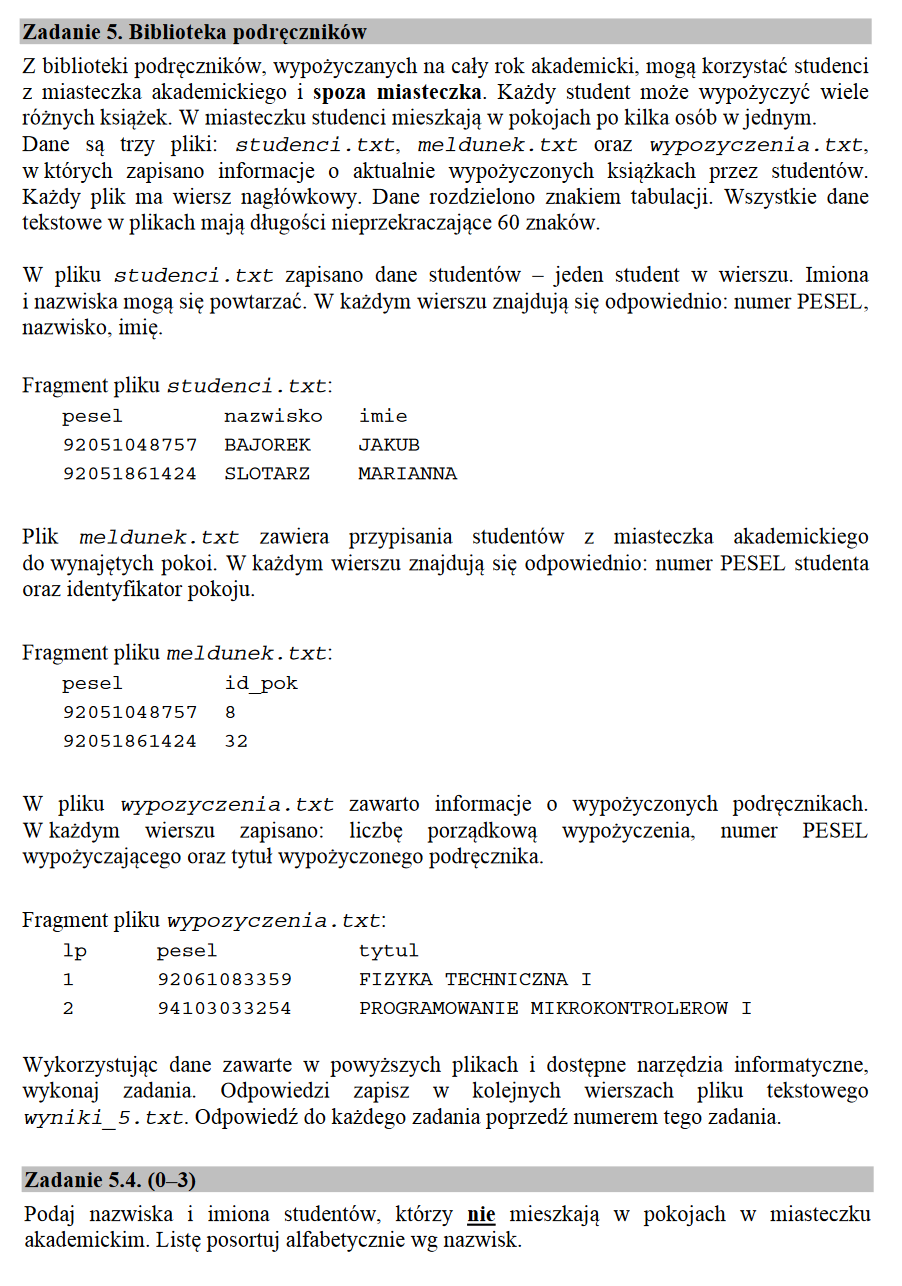 Zadanie 5. Biblioteka podręczników
Z biblioteki podręczników, wypożyczanych na cały rok akademicki, mogą korzystać studenci
z miasteczka akademickiego i spoza miasteczka. Każdy student może wypożyczyć wiele
różnych książek. W miasteczku studenci mieszkają w pokojach po kilka osób w jednym.
Dane są trzy pliki: studenci.txt, meldunek.txt oraz wypozyczenia.txt,
w których zapisano informacje o aktualnie wypożyczonych książkach przez studentów.
Każdy plik ma wiersz nagłówkowy. Dane rozdzielono znakiem tabulacji. Wszystkie dane
tekstowe w plikach mają długości nieprzekraczające 60 znaków.
W pliku studenci.txt zapisano dane studentów – jeden student w wierszu. Imiona
i nazwiska mogą się powtarzać. W każdym wierszu znajdują się odpowiednio: numer PESEL,
nazwisko, imię.
Fragment pliku studenci.txt:
pesel nazwisko imie
92051048757 BAJOREK JAKUB
92051861424 SLOTARZ MARIANNA
Plik meldunek.txt zawiera przypisania studentów z miasteczka akademickiego
do wynajętych pokoi. W każdym wierszu znajdują się odpowiednio: numer PESEL studenta
oraz identyfikator pokoju.
Fragment pliku meldunek.txt:
pesel id_pok
92051048757 8
92051861424 32
W pliku wypozyczenia.txt zawarto informacje o wypożyczonych podręcznikach.
W każdym wierszu zapisano: liczbę porządkową wypożyczenia, numer PESEL
wypożyczającego oraz tytuł wypożyczonego podręcznika.
Fragment pliku wypozyczenia.txt:
lp pesel tytul
1 92061083359 FIZYKA TECHNICZNA I
2 94103033254 PROGRAMOWANIE MIKROKONTROLEROW I
Wykorzystując dane zawarte w powyższych plikach i dostępne narzędzia informatyczne,
wykonaj zadania. Odpowiedzi zapisz w kolejnych wierszach pliku tekstowego
wyniki_5.txt. Odpowiedź do każdego zadania poprzedź numerem tego zadania.
Zadanie 5.4. (0–3)
Podaj nazwiska i imiona studentów, którzy nie mieszkają w pokojach w miasteczku
akademickim. Listę posortuj alfabetycznie wg nazwisk.